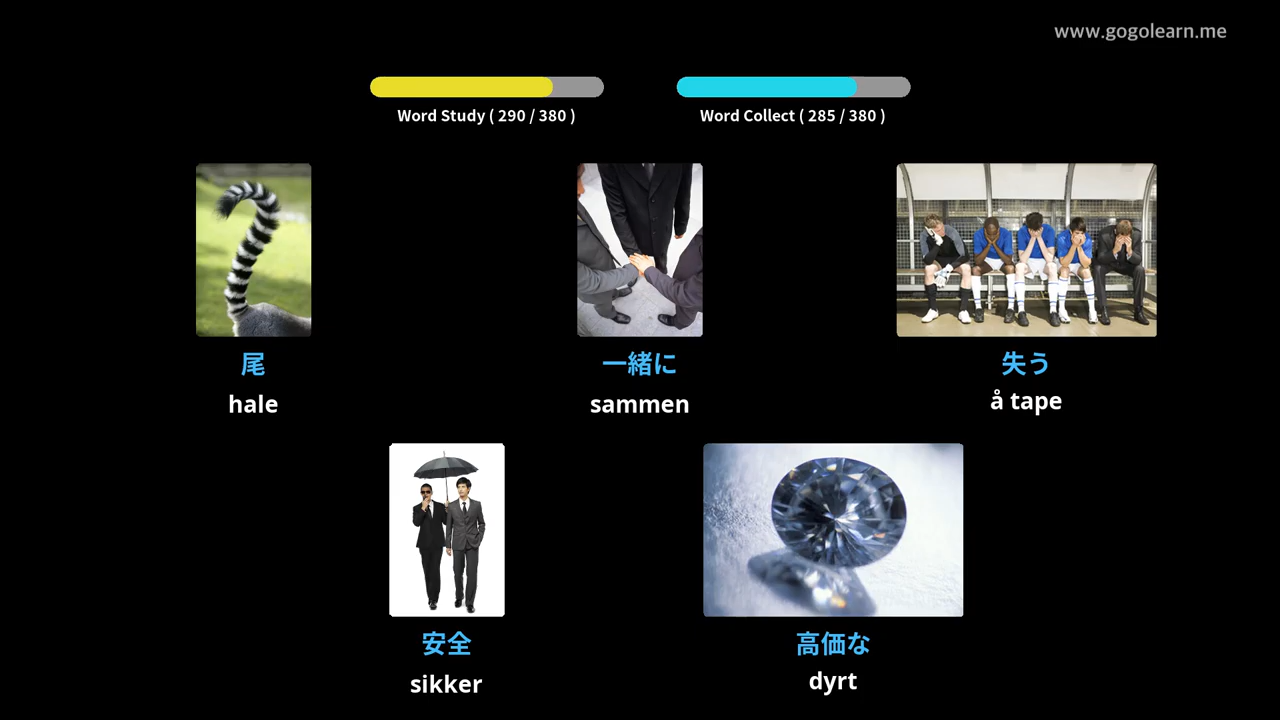 www.gogolearn.me
Word Study ( 290 / 380 )
Word Collect ( 285 / 380 )
尾
hale
一緒に
sammen
失う
å tape
安全
sikker
高価な
dyrt